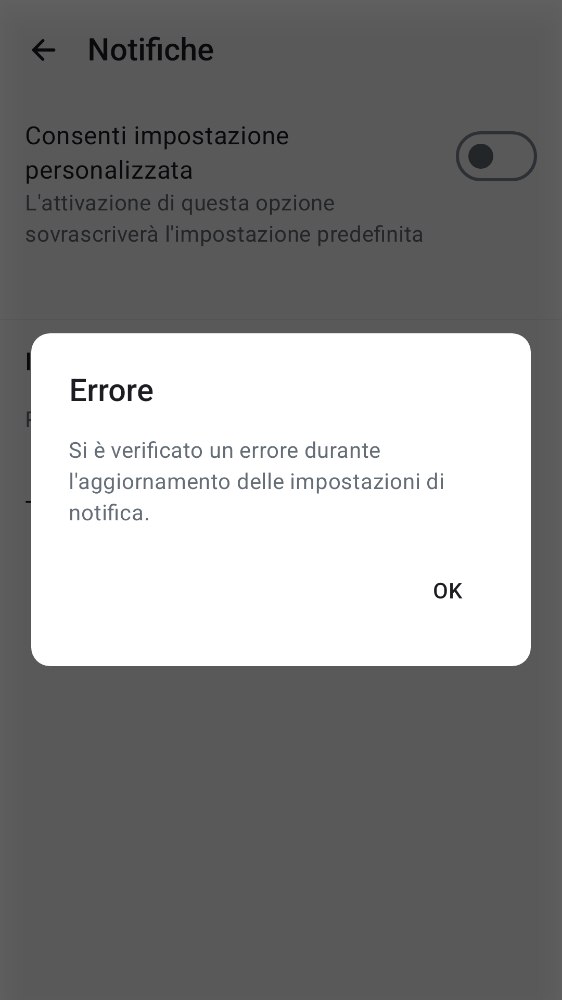 Notifiche
Consenti impostazione
personalizzata
L'attivazione di questa opzione
sovrascriverà l'impostazione predefinita
Errore
Si è verificato un errore durante
l'aggiornamento delle impostazioni di
notifica.
OK